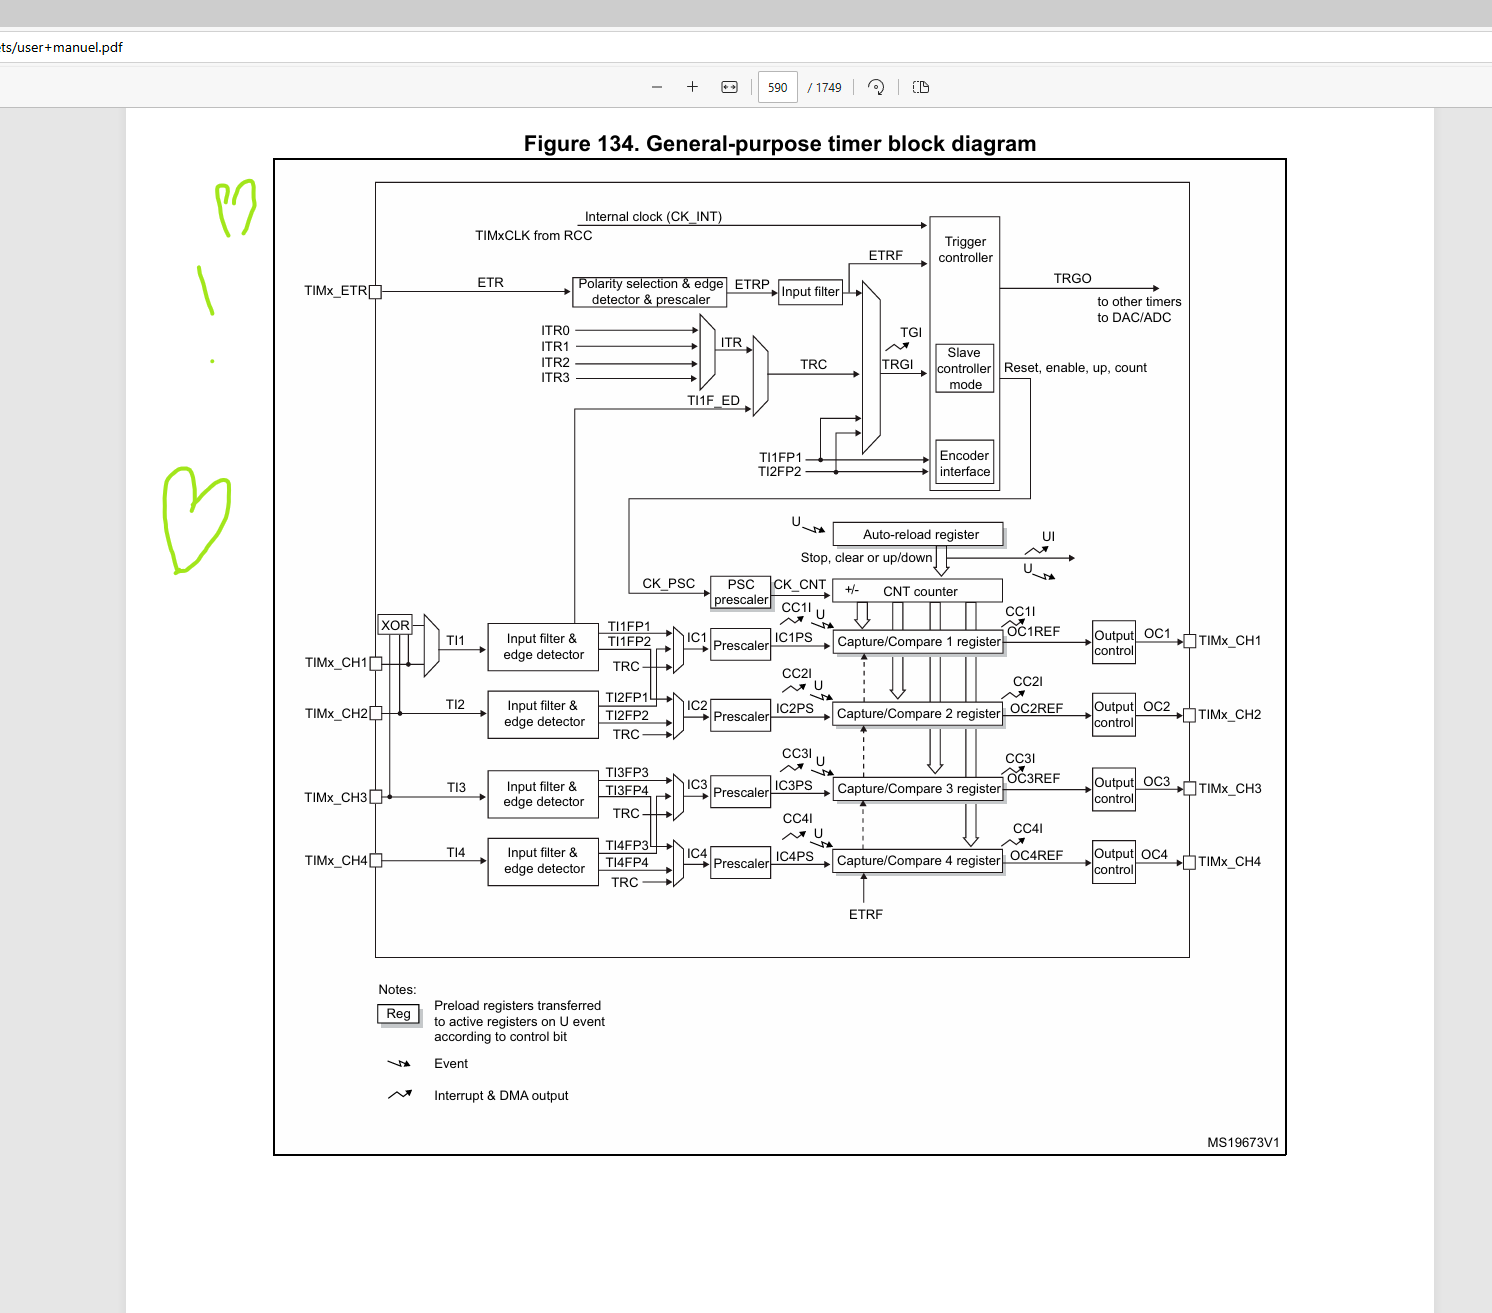 ts/user+manuel.pdf
590 / 1749
Figure 134. General-purpose timer block diagram
Internal clock (CK_INT)
TIMxCLK from RCC
Trigger
controller
ETRF
TRGO
to other timers
to DAC/ADC
TIMx_ETR
ETR
Polarity selection & edge
detector & prescaler
ETRP
Input filter
ITR0
ITR1
ITR2
ITR3
ITR
TRC
TI1F_ED
TGI
TRGI
Slave
controller
mode
Reset, enable, up, count
TI1FP1
TI2FP2
Encoder
interface
U
Auto-reload register
Stop, clear or up/down
UI
U
CK_PSC
PSC
prescaler
CK_CNT
+/-
CNT counter
XOR
TIMx_CH1
TI1
Input filter &
edge detector
TI1FP1
TI1FP2
TRC
IC1
Prescaler
IC1PS
CC1I
U
Capture/Compare 1 register
CC1I
OC1REF
Output
control
OC1
TIMx_CH1
TIMx_CH2
TI2
Input filter &
edge detector
TI2FP1
TI2FP2
TRC
IC2
Prescaler
IC2PS
CC2I
U
Capture/Compare 2 register
CC2I
OC2REF
Output
control
OC2
TIMx_CH2
TIMx_CH3
TI3
Input filter &
edge detector
TI3FP3
TI3FP4
TRC
IC3
Prescaler
IC3PS
CC3I
U
Capture/Compare 3 register
CC3I
OC3REF
Output
control
OC3
TIMx_CH3
TIMx_CH4
TI4
Input filter &
edge detector
TI4FP3
TI4FP4
TRC
IC4
Prescaler
IC4PS
CC4I
U
Capture/Compare 4 register
CC4I
OC4REF
Output
control
OC4
TIMx_CH4
ETRF
Notes:
Reg
Preload registers transferred
to active registers on U event
according to control bit
Event
Interrupt & DMA output
MS19673V1